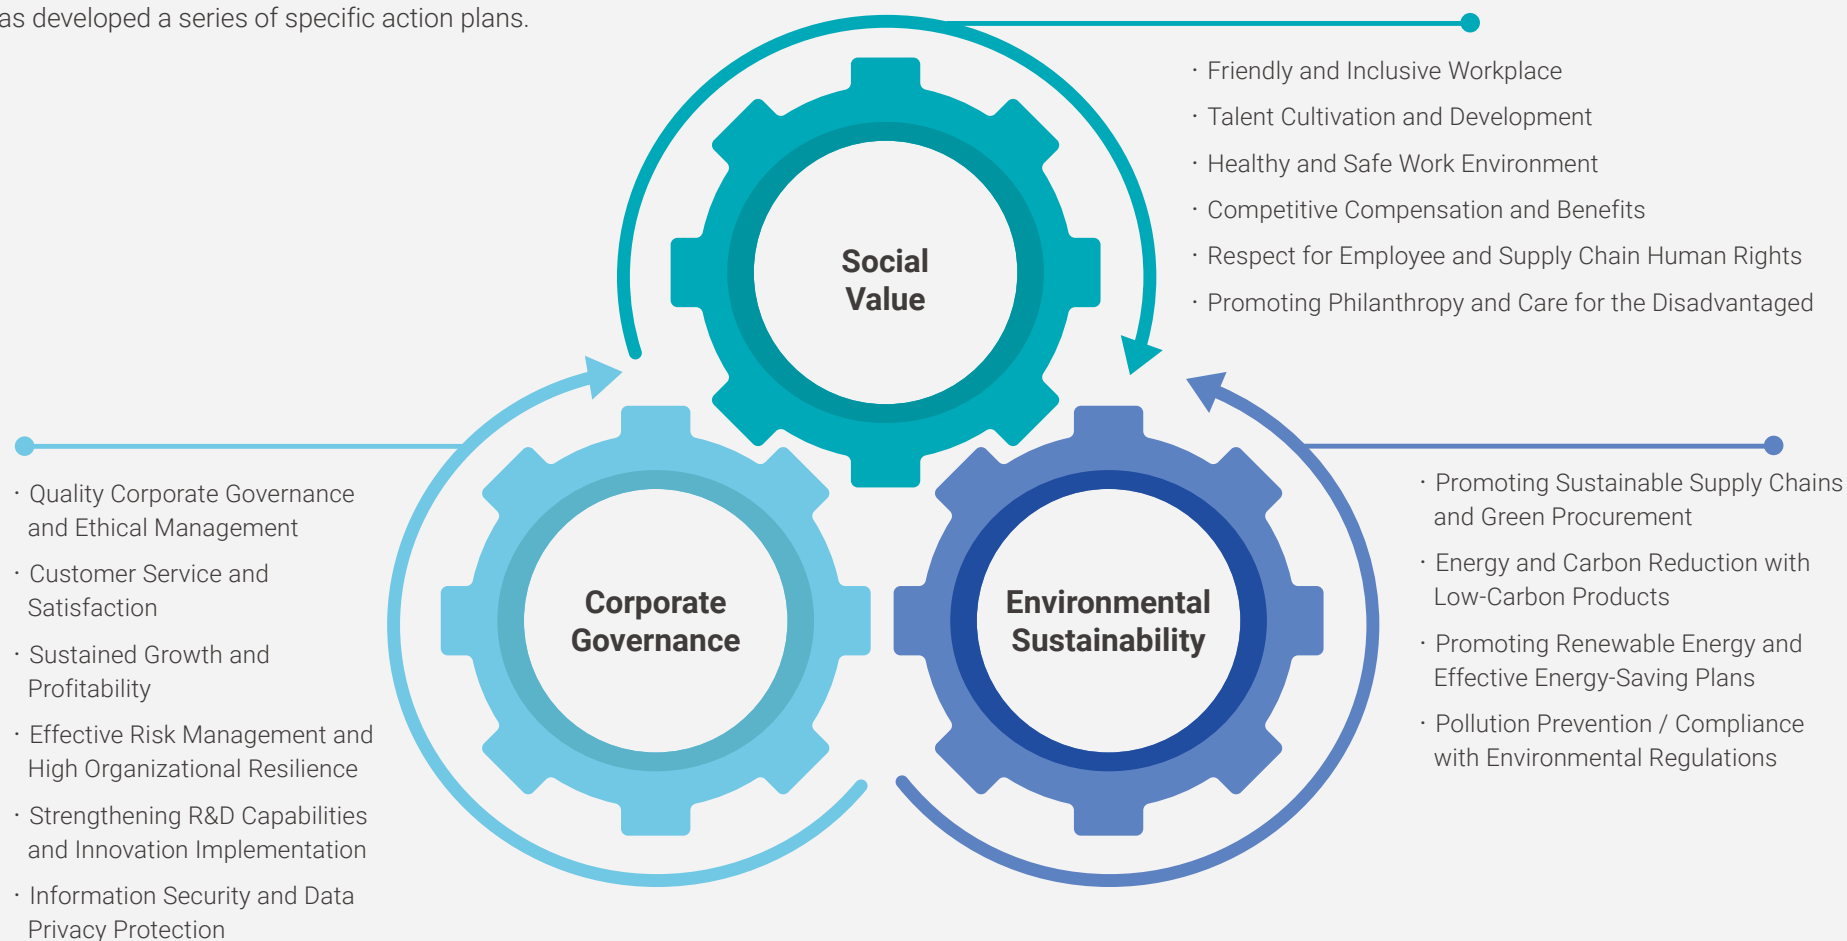 as developed a series of specific action plans.
Social
Value
· Friendly and Inclusive Workplace
· Talent Cultivation and Development
· Healthy and Safe Work Environment
· Competitive Compensation and Benefits
· Respect for Employee and Supply Chain Human Rights
· Promoting Philanthropy and Care for the Disadvantaged
Corporate
Governance
· Quality Corporate Governance
and Ethical Management
· Customer Service and
Satisfaction
· Sustained Growth and
Profitability
· Effective Risk Management and
High Organizational Resilience
· Strengthening R&D Capabilities
and Innovation Implementation
· Information Security and Data
Privacy Protection
Environmental
Sustainability
· Promoting Sustainable Supply Chains
and Green Procurement
· Energy and Carbon Reduction with
Low-Carbon Products
· Promoting Renewable Energy and
Effective Energy-Saving Plans
· Pollution Prevention / Compliance
with Environmental Regulations